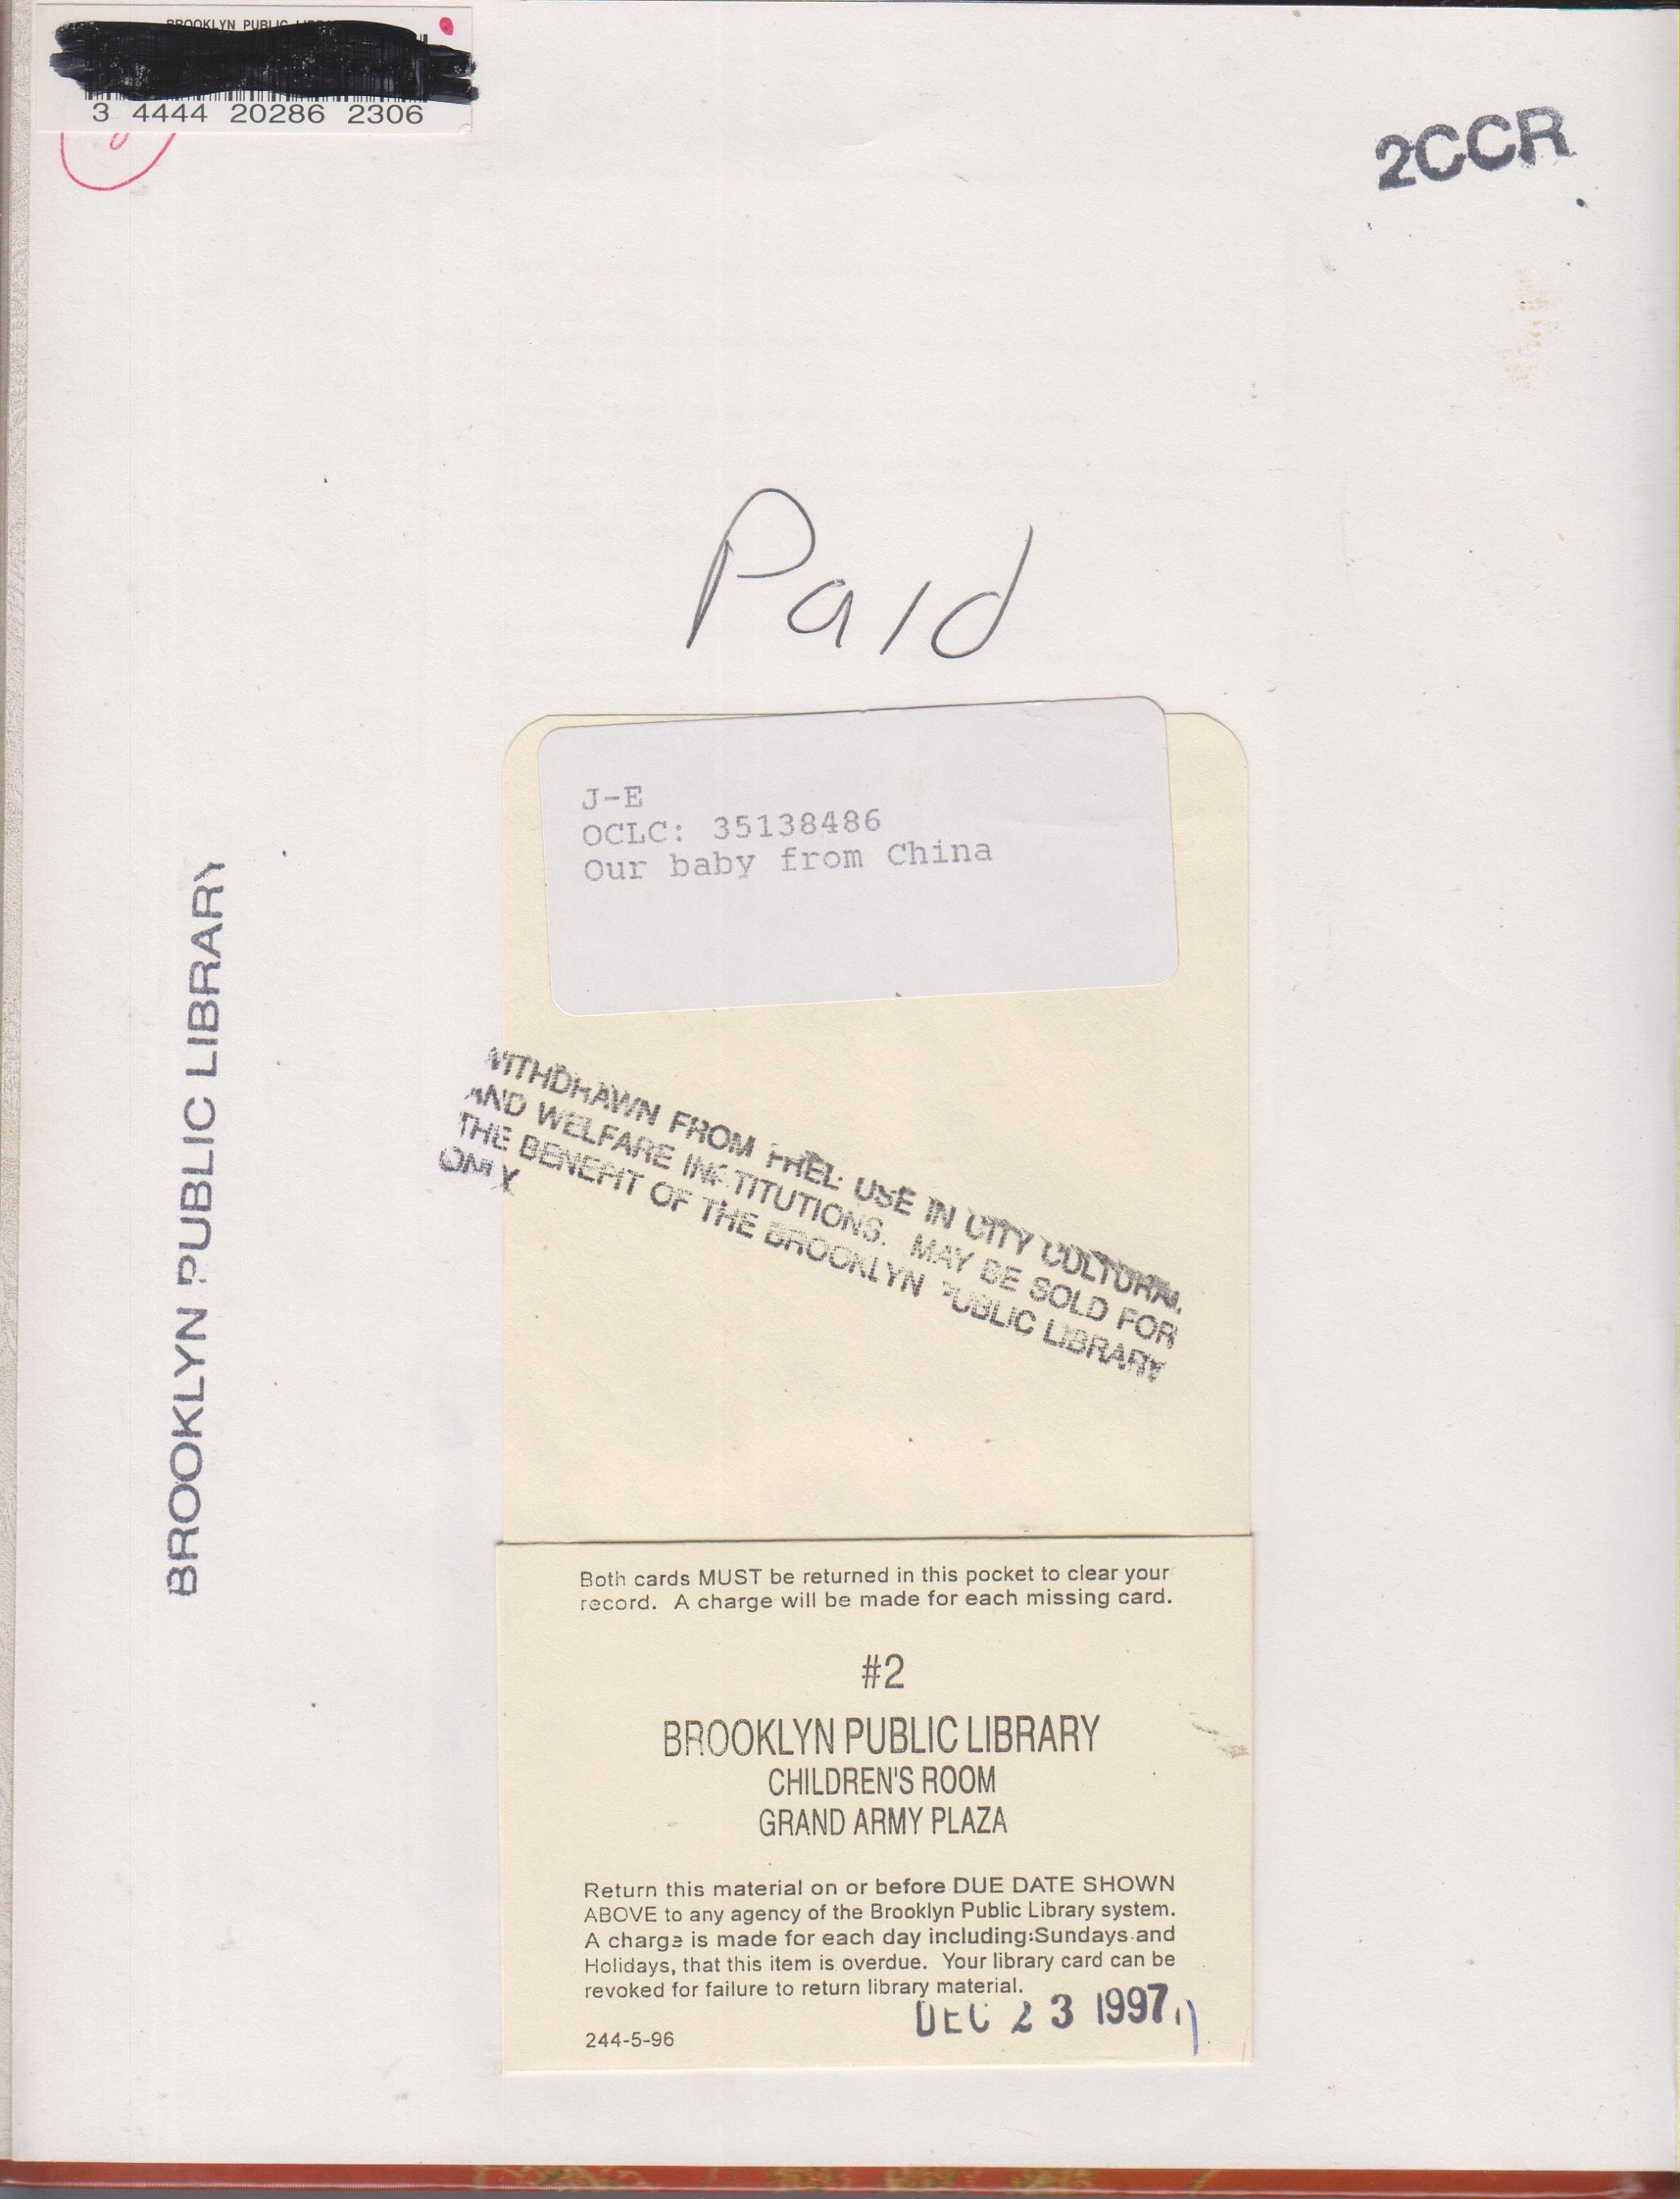 BROOKLYN PUBLIC
3 4444 20286 2306
2CCR
Paid
J-E
OCLC: 35138486
Our baby from China
BROOKLYN PUBLIC LIBRARY
WITHDRAWN FROM USE IN CITY CULTURAL
AND WELFARE INSTITUTIONS. MAY BE SOLD FOR
THE BENEFIT OF THE BROOKLYN PUBLIC LIBRARY
ONLY
Both cards MUST be returned in this pocket to clear your
record. A charge will be made for each missing card.
#2
BROOKLYN PUBLIC LIBRARY
CHILDREN'S ROOM
GRAND ARMY PLAZA
Return this material on or before DUE DATE SHOWN
ABOVE to any agency of the Brooklyn Public Library system.
A charge is made for each day including Sundays and
Holidays, that this item is overdue. Your library card can be
revoked for failure to return library material.
DEC 23 1997
244-5-96